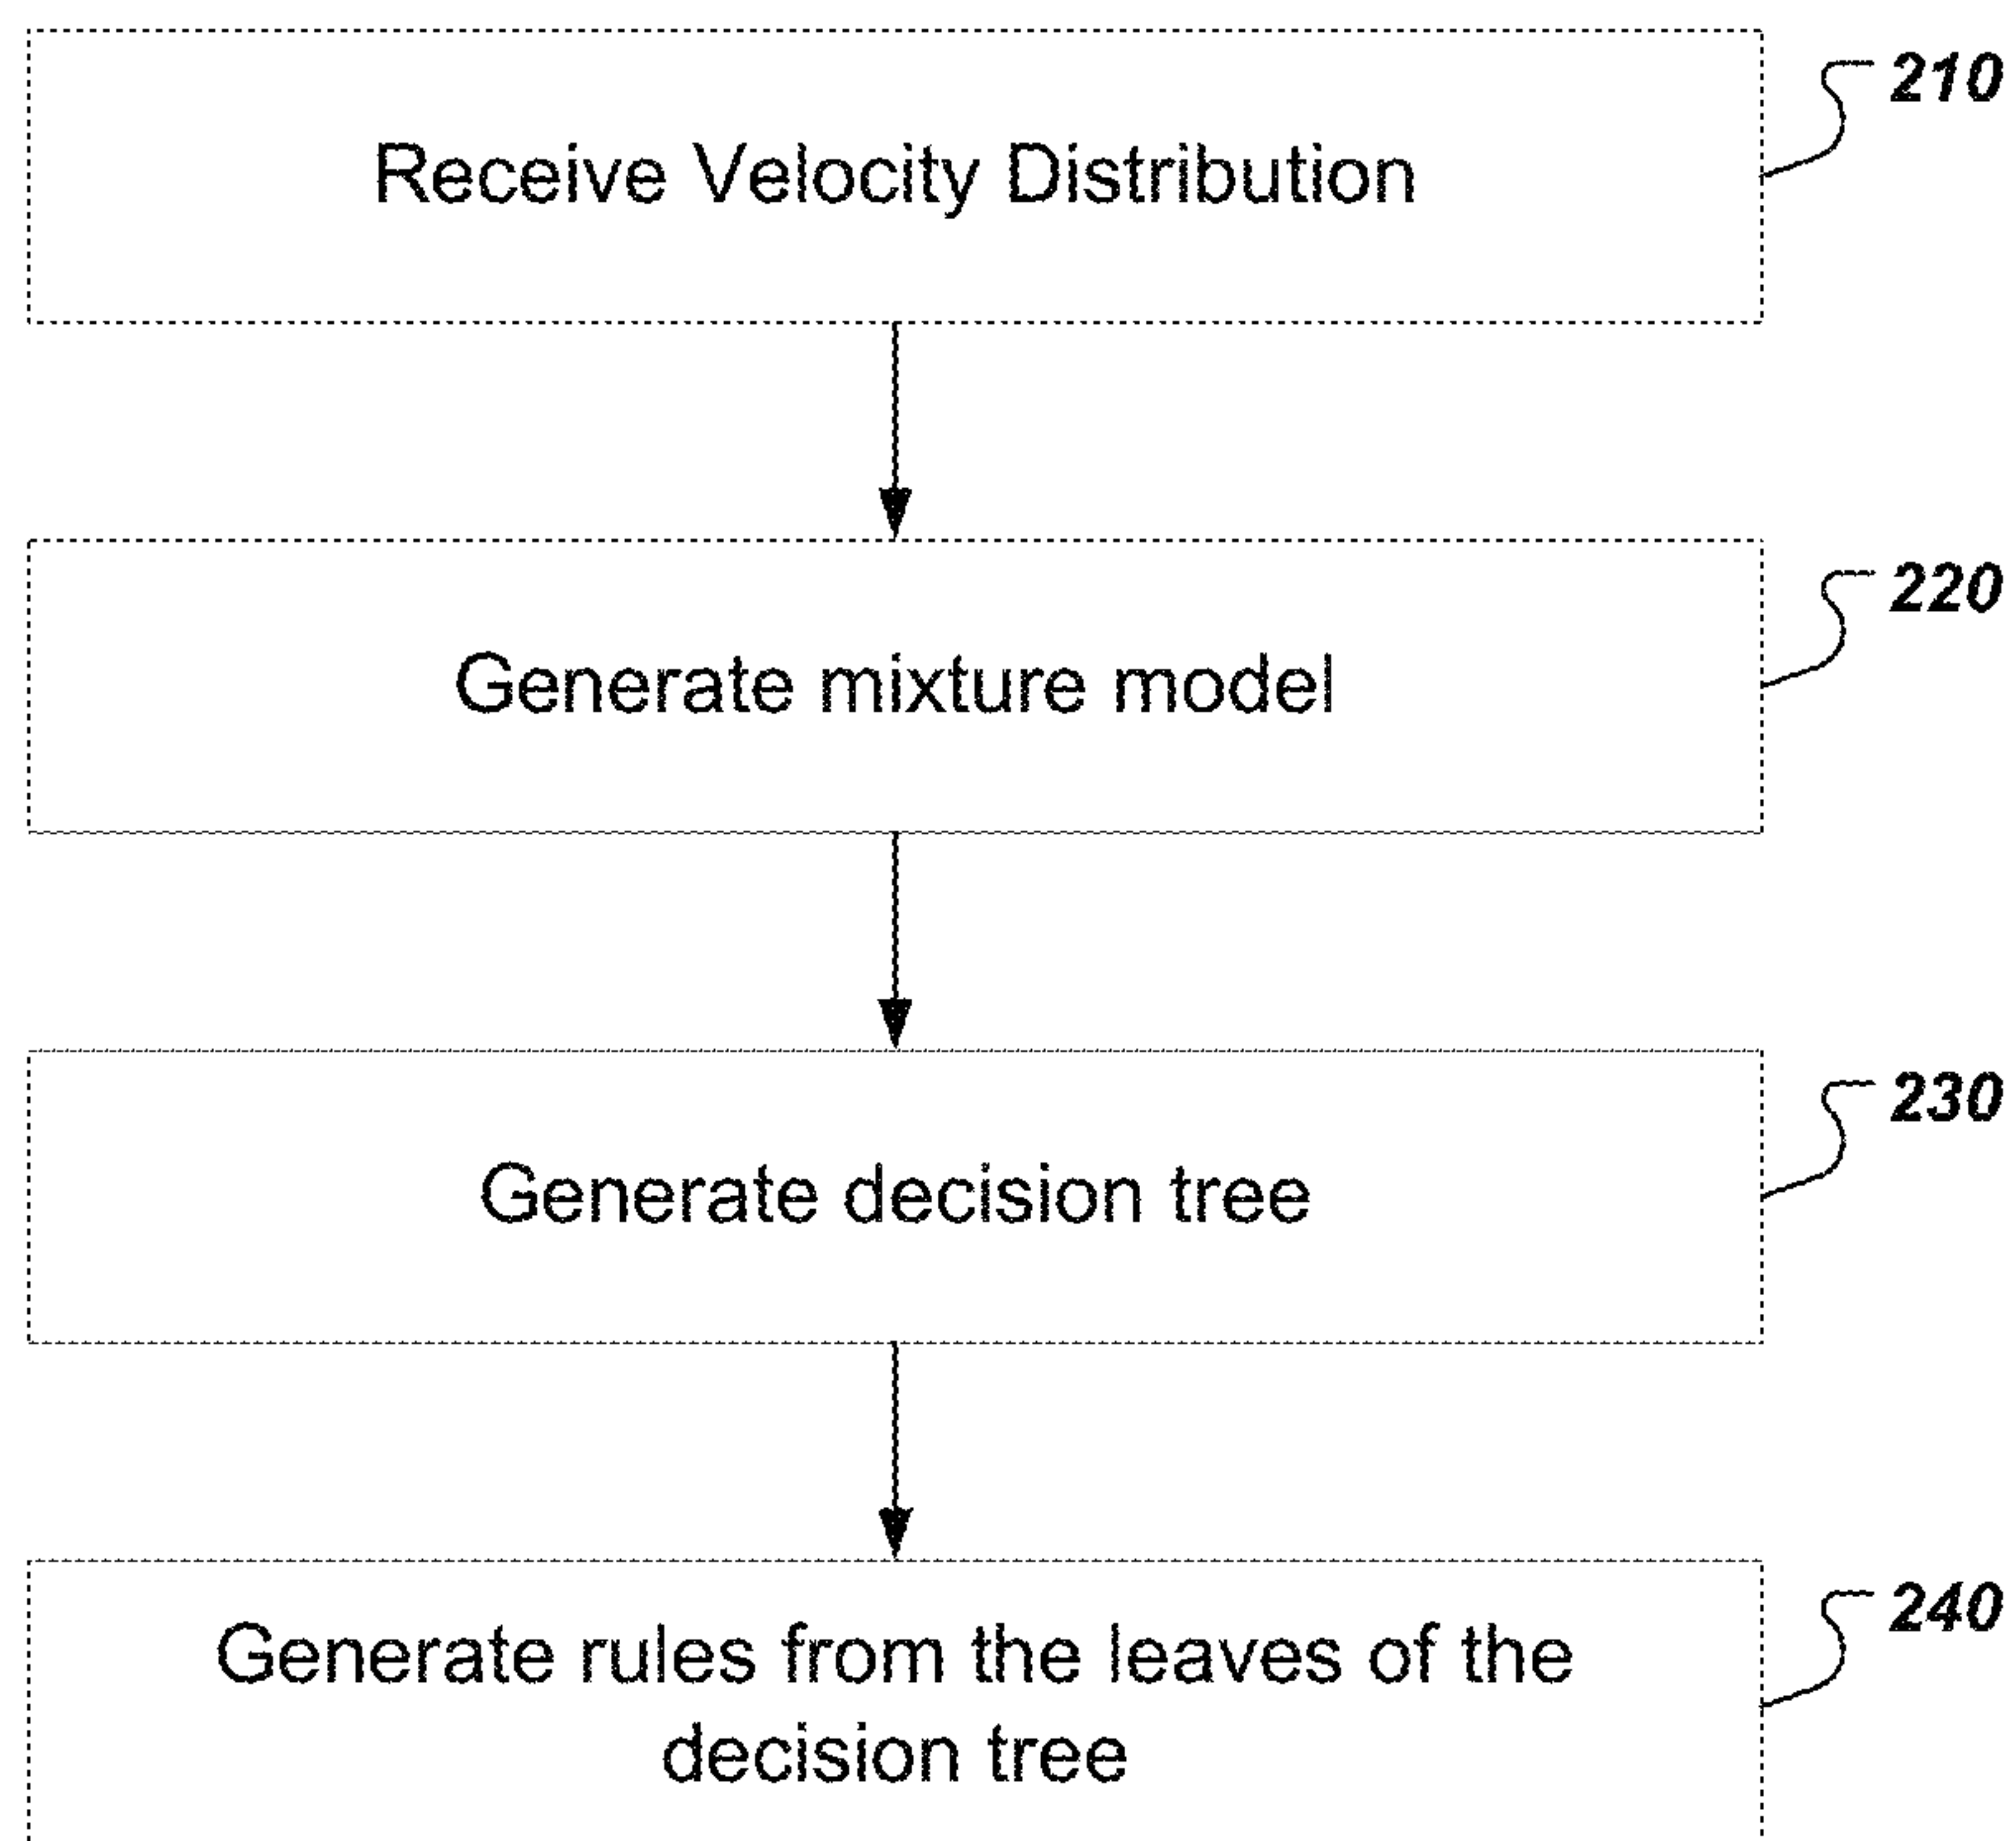 Receive Velocity Distribution
210
Generate mixture model
220
Generate decision tree
230
Generate rules from the leaves of the
decision tree
240